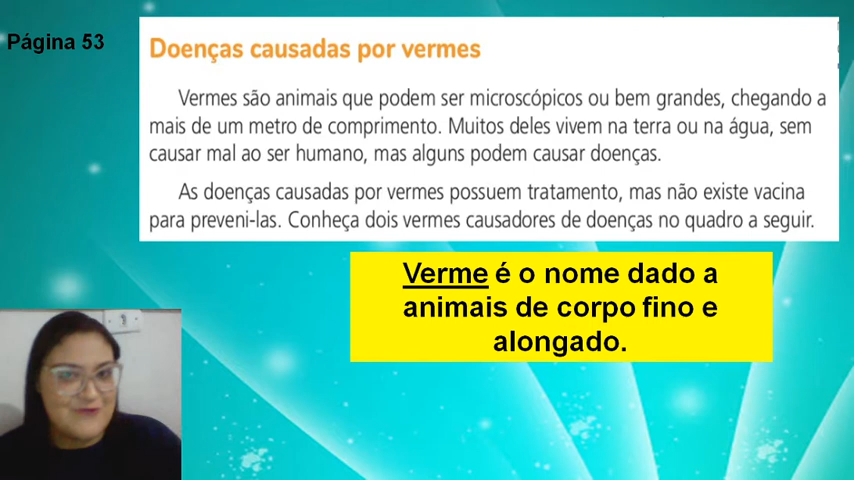 Página 53
Doenças causadas por vermes
Vermes são animais que podem ser microscópicos ou bem grandes, chegando a
mais de um metro de comprimento. Muitos deles vivem na terra ou na água, sem
causar mal ao ser humano, mas alguns podem causar doenças.
As doenças causadas por vermes possuem tratamento, mas não existe vacina
para preveni-las. Conheça dois vermes causadores de doenças no quadro a seguir.
Verme é o nome dado a
animais de corpo fino e
alongado.